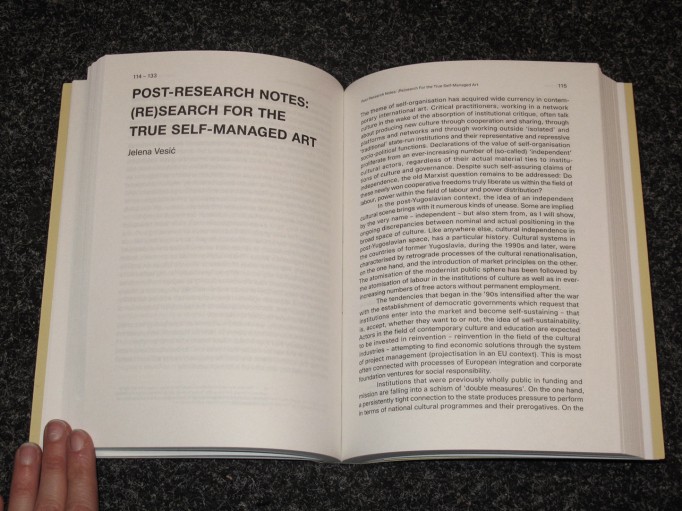 114 – 133
POST-RESEARCH NOTES:
(RE)SEARCH FOR THE
TRUE SELF-MANAGED ART
Jelena Vesić
Post-Research Notes: (Re)search For the True Self-Managed Art
115
The theme of self-organisation has acquired wide currency in contem-
porary international art. Critical practitioners, working in a network
culture in the wake of the absorption of institutional critique, often talk
about producing new culture through cooperation and sharing, through
platforms and networks and through working outside 'isolated' and
'traditional' state-run institutions and their representative and repressive
socio-political functions. Declarations of the value of self-organisation
proliferate from an ever-increasing number of (so-called) 'independent'
cultural actors, regardless of their actual material ties to institu-
tions of culture and governance. Despite such self-assuring claims of
independence, the old Marxist question remains to be addressed: Do
these newly won cooperative freedoms truly liberate us within the field of
labour, power within the field of labour and power distribution?
In the post-Yugoslavian context, the idea of an independent
cultural scene brings with it numerous kinds of unease. Some are implied
by the very name – independent – but also stem from, as I will show,
ongoing discrepancies between nominal and actual positioning in the
broad space of culture. Like anywhere else, cultural independence in
post-Yugoslavian space, has a particular history. Cultural systems in
the countries of former Yugoslavia, during the 1990s and later, were
characterised by retrograde processes of the cultural renationalisation,
on the one hand, and the introduction of market principles on the other.
The atomisation of the modernist public sphere has been followed by
the atomisation of labour in the institutions of culture as well as in ever-
increasing numbers of free actors without permanent employment.
The tendencies that began in the '90s intensified after the war
with the establishment of democratic governments which request that
institutions enter into the market and become self-sustaining - that
is, accept, whether they want to or not, the idea of self-sustainability.
Actors in the field of contemporary culture and education are expected
to be invested in reinvention – reinvention in the field of the cultural
industries – attempting to find economic solutions through the system
of project management (projectisation in an EU context). This is most
often connected with processes of European integration and corporate
foundation ventures for social responsibility.
Institutions that were previously wholly public in funding and
mission are falling into a schism of 'double measures'. On the one hand,
a persistently tight connection to the state produces pressure to perform
in terms of national cultural programmes and their prerogatives. On the